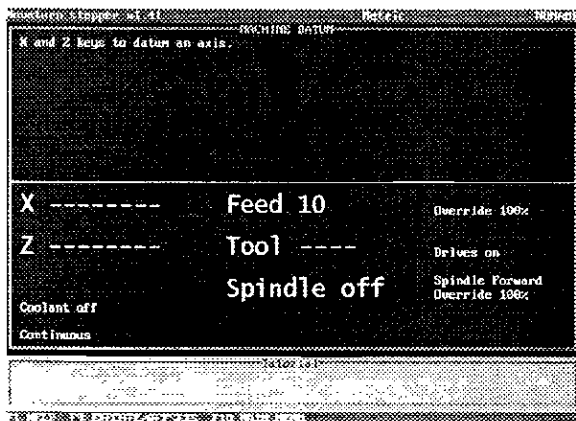 Metric
MACHINE DATUM
X and Z keys to datum an axis.
X --------
Feed 10
Override 100%
Z --------
Tool ----
Drives on
Spindle off
Spindle Forward
Override 100%
Coolant off
Continuous
Tutorial